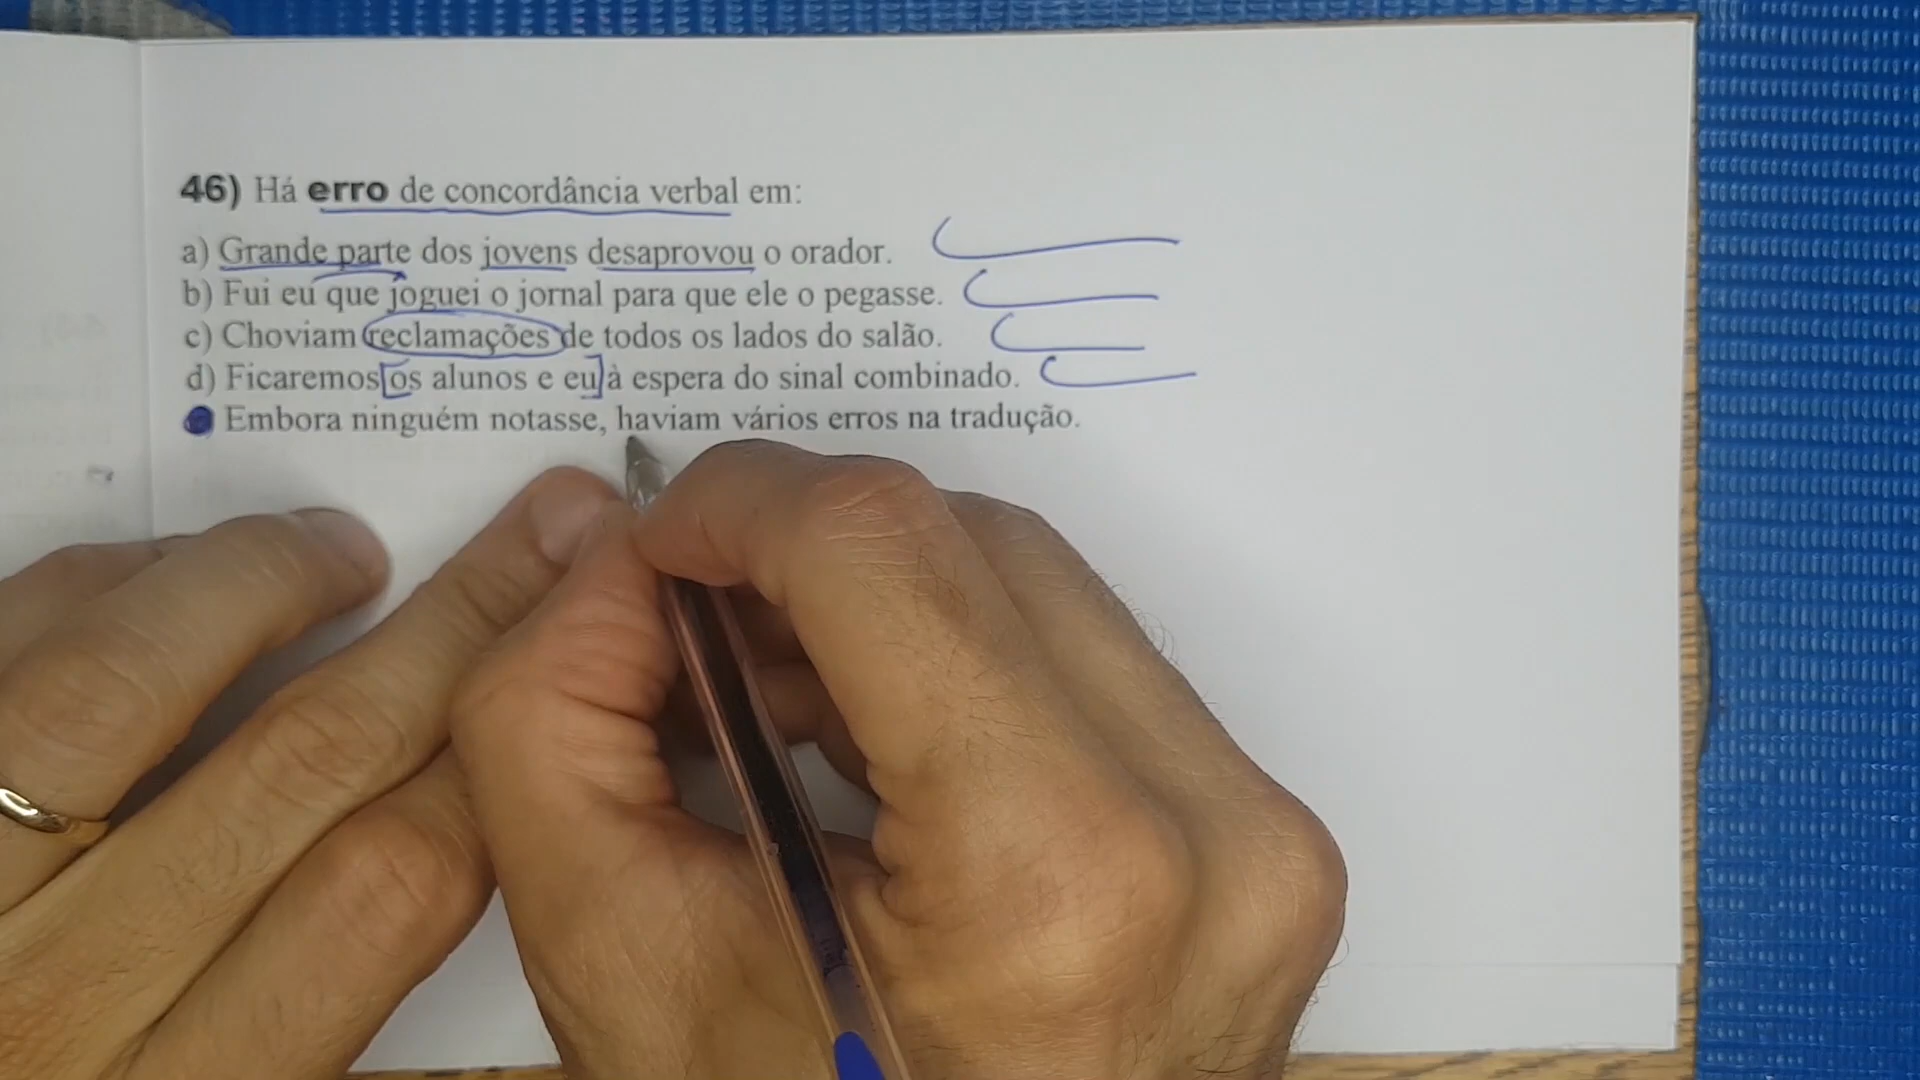 46) Há erro de concordância verbal em:
a) Grande parte dos jovens desaprovou o orador.
b) Fui eu que joguei o jornal para que ele o pegasse.
c) Choviam reclamações de todos os lados do salão.
d) Ficaremos os alunos e eu à espera do sinal combinado.
Embora ninguém notasse, haviam vários erros na tradução.